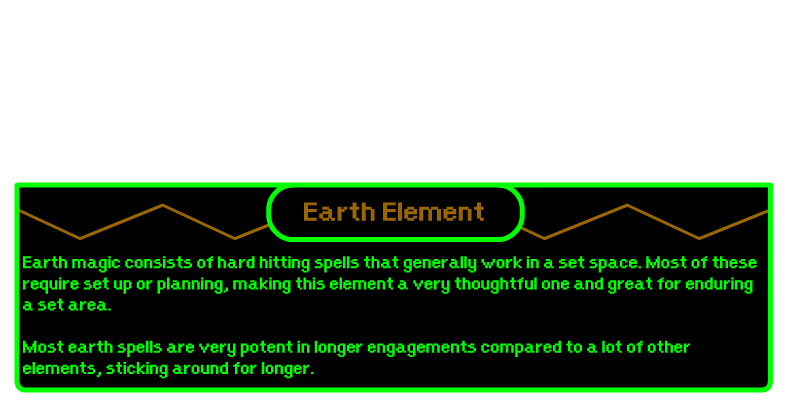 Earth Element
Earth magic consists of hard hitting spells that generally work in a set space. Most of these
require set up or planning, making this element a very thoughtful one and great for enduring
a set area.
Most earth spells are very potent in longer engagements compared to a lot of other
elements, sticking around for longer.